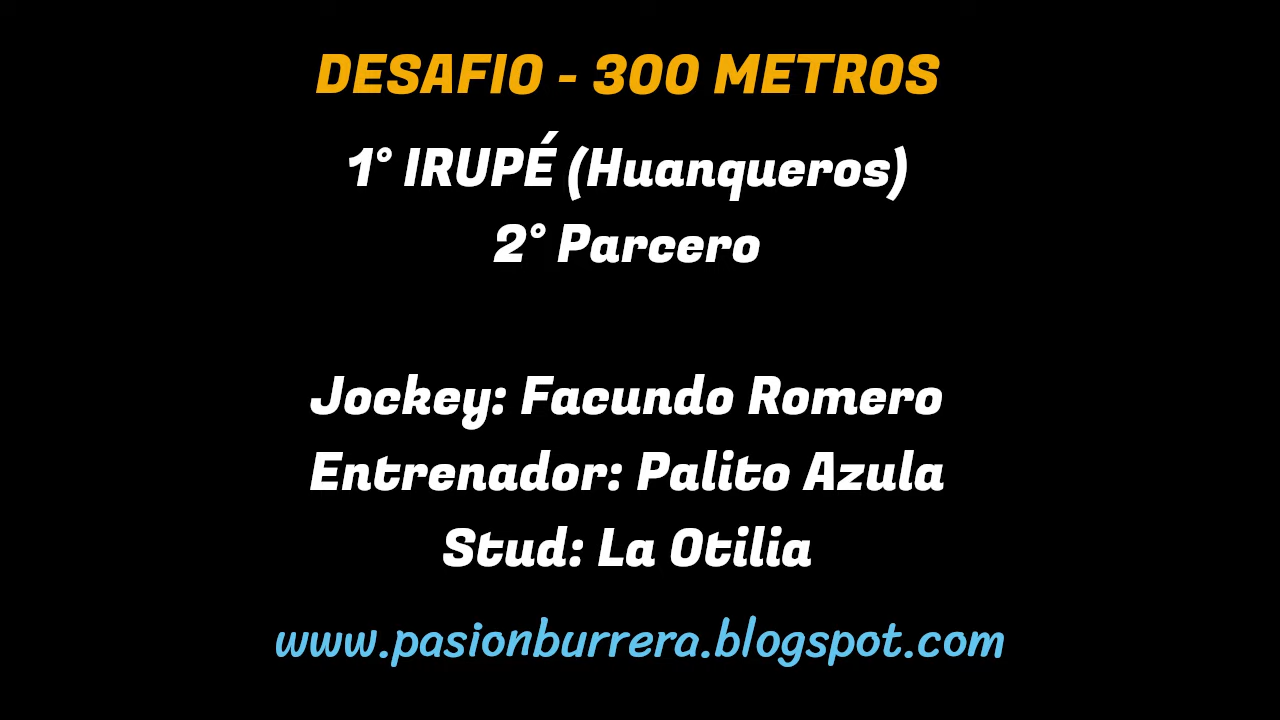 DESAFIO - 300 METROS
1° IRUPÉ (Huanqueros)
2° Parcero
Jockey: Facundo Romero
Entrenador: Palito Azula
Stud: La Otilia
www.pasionburrera.blogspot.com